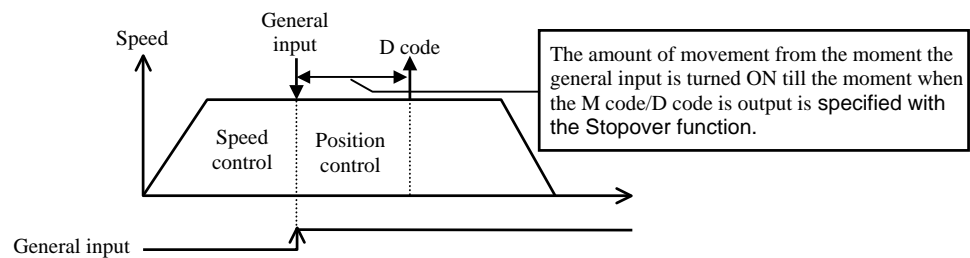 General
input
Speed
D code
The amount of movement from the moment the
general input is turned ON till the moment when
the M code/D code is output is specified with
the Stopover function.
Speed
control
Position
control
General input